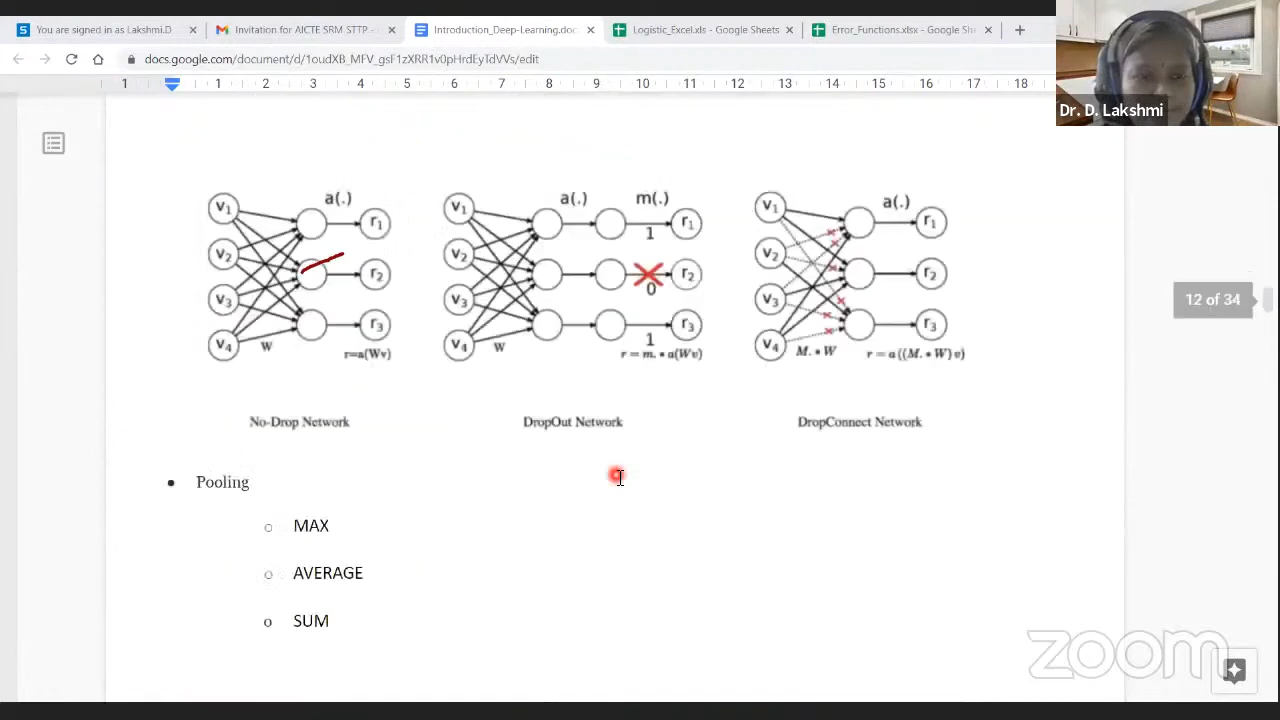 You are signed in as Lakshmi.D
Invitation for AICTE SRM STTP -
Introduction_Deep-Learning.doc
Logistic_Excel.xls - Google Sheets
Error_Functions.xlsx - Google She
docs.google.com/document/d/1oudXB_MFV_gsF1zXRR1v0pHrdEyTdVVs/edit
1 1 2 3 4 5 6 7 8 9 10 11 12 13 14 15 16 17 18
Dr. D. Lakshmi
a(.) a(.) m(.) a(.)
v1 r1 v1 1 r1 v1 r1
v2 r2 v2 0 r2 v2 r2
v3 r3 v3 1 r3 v3 r3
v4 W r=a(Wv) v4 W r = m. * a(Wv) v4 M. * W r = a((M. * W)v)
12 of 34
No-Drop Network DropOut Network DropConnect Network
• Pooling
o MAX
o AVERAGE
o SUM
zoom